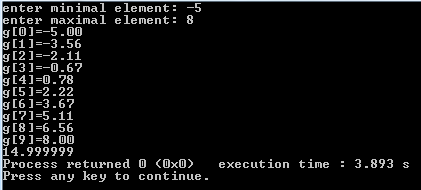 enter minimal element: -5
enter maximal element: 8
g[0]=-5.00
g[1]=-3.56
g[2]=-2.11
g[3]=-0.67
g[4]=0.78
g[5]=2.22
g[6]=3.67
g[7]=5.11
g[8]=6.56
g[9]=8.00
14.999999
Process returned 0 (0x0)   execution time : 3.893 s
Press any key to continue.